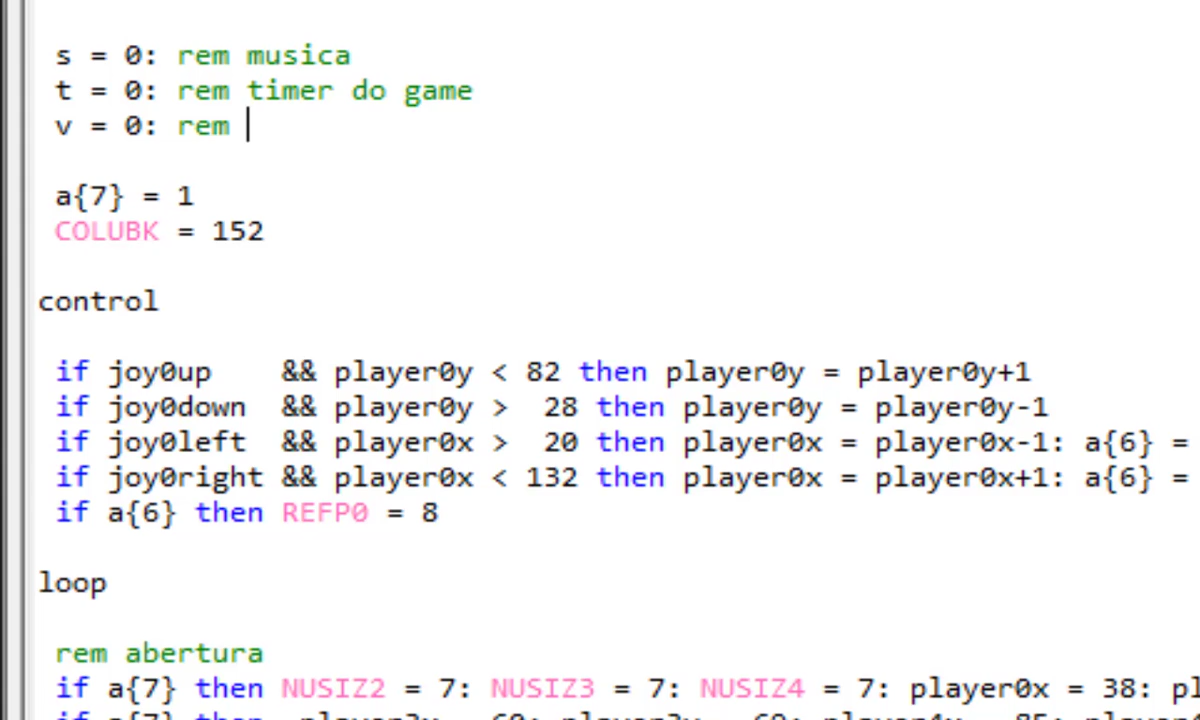 s = 0: rem musica
t = 0: rem timer do game
v = 0: rem
a{7} = 1
COLUBK = 152
control
if joy0up    && player0y < 82 then player0y = player0y+1
if joy0down  && player0y >  28 then player0y = player0y-1
if joy0left  && player0x >  20 then player0x = player0x-1: a{6} =
if joy0right && player0x < 132 then player0x = player0x+1: a{6} =
if a{6} then REFP0 = 8
loop
rem abertura
if a{7} then NUSIZ2 = 7: NUSIZ3 = 7: NUSIZ4 = 7: player0x = 38: pl